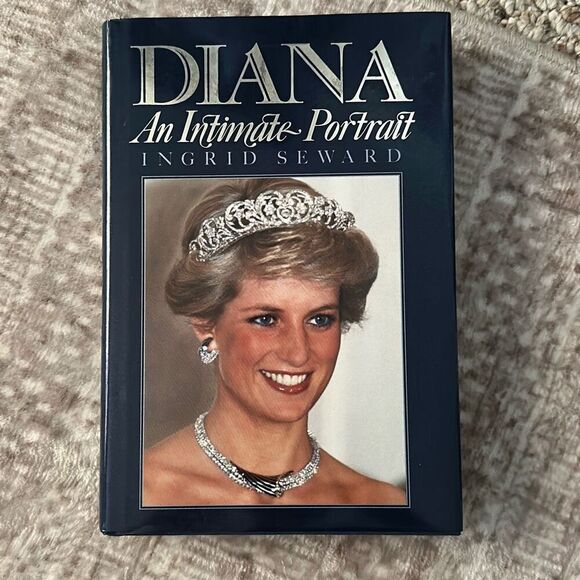 DIANA
An Intimate Portrait
INGRID SEWARD